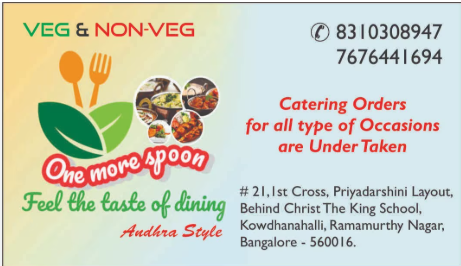 VEG & NON-VEG
8310308947
7676441694
One more spoon
Feel the taste of dining
Andhra Style
Catering Orders
for all type of Occasions
are Under Taken
# 21,1st Cross, Priyadarshini Layout,
Behind Christ The King School,
Kowdhanahalli, Ramamurthy Nagar,
Bangalore - 560016.